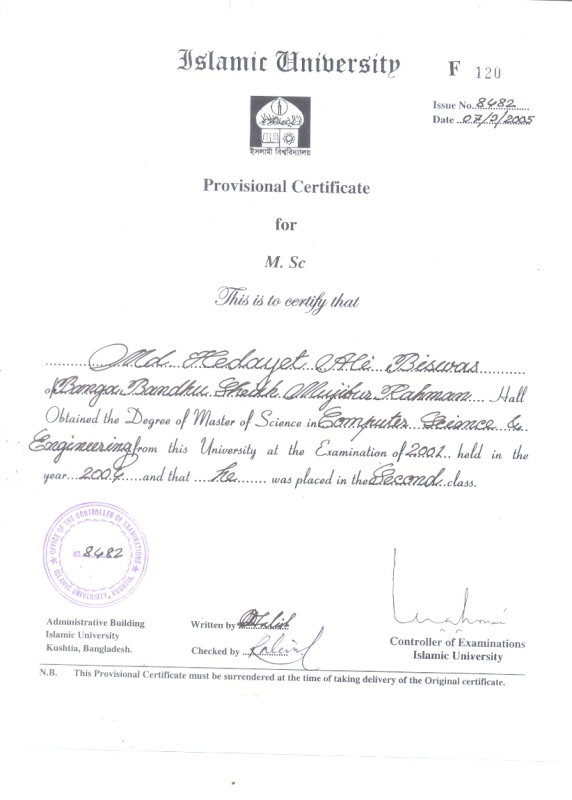 Islamic University
F 120
Issue No. 8482
Date ..07/2/2005
ইসলামী বিশ্ববিদ্যালয়
Provisional Certificate
for
M. Sc
This is to certify that
Md. Hedayet Ali Biswas
of Banga Bandhu Sheikh Mujibur Rahman Hall
Obtained the Degree of Master of Science in Computer Science &
Engineering from this University at the Examination of 2002 held in the
year 2004 and that he was placed in the Second class.
OFFICE OF THE CONTROLLER OF EXAMINATIONS
NO. 8482
ISLAMIC UNIVERSITY, KUSHTIA.
Administrative Building
Islamic University
Kushtia, Bangladesh.
Written by
Checked by
Controller of Examinations
Islamic University
N.B. This Provisional Certificate must be surrendered at the time of taking delivery of the Original certificate.